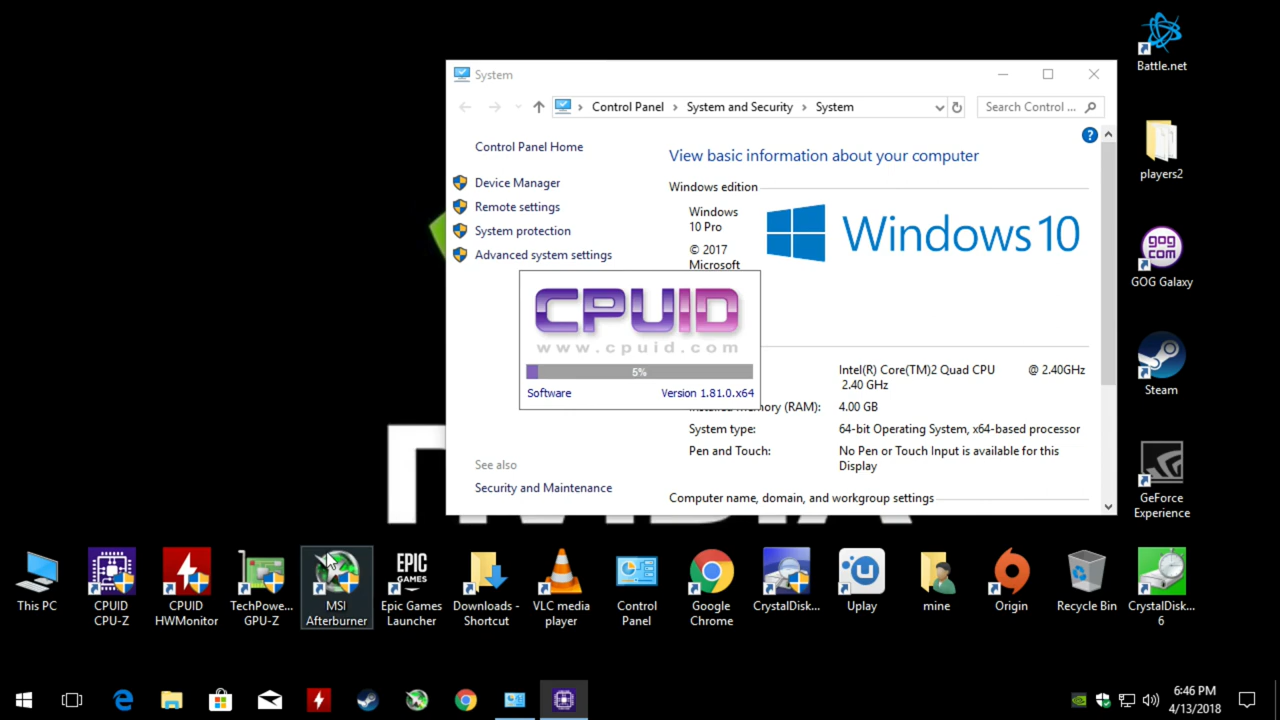 Battle.net
System
Control Panel > System and Security > System
Search Control ...
Control Panel Home
View basic information about your computer
Windows edition
Device Manager
Remote settings
System protection
Advanced system settings
Windows
10 Pro
© 2017
Microsoft
Windows 10
players2
gog
com
GOG Galaxy
CPUID
www.cpuid.com
5%
Software
Version 1.81.0.x64
Intel(R) Core(TM)2 Quad CPU @ 2.40GHz
2.40 GHz
(RAM):
4.00 GB
System type:
64-bit Operating System, x64-based processor
Pen and Touch:
No Pen or Touch Input is available for this
Display
Steam
See also
Security and Maintenance
Computer name, domain, and workgroup settings
GeForce
Experience
This PC
CPUID
CPU-Z
CPUID
HWMonitor
TechPowe...
GPU-Z
MSI
Afterburner
EPIC
GAMES
Epic Games
Launcher
Downloads -
Shortcut
VLC media
player
Control
Panel
Google
Chrome
CrystalDisk...
Uplay
mine
Origin
Recycle Bin
CrystalDisk...
6
6:46 PM
4/13/2018